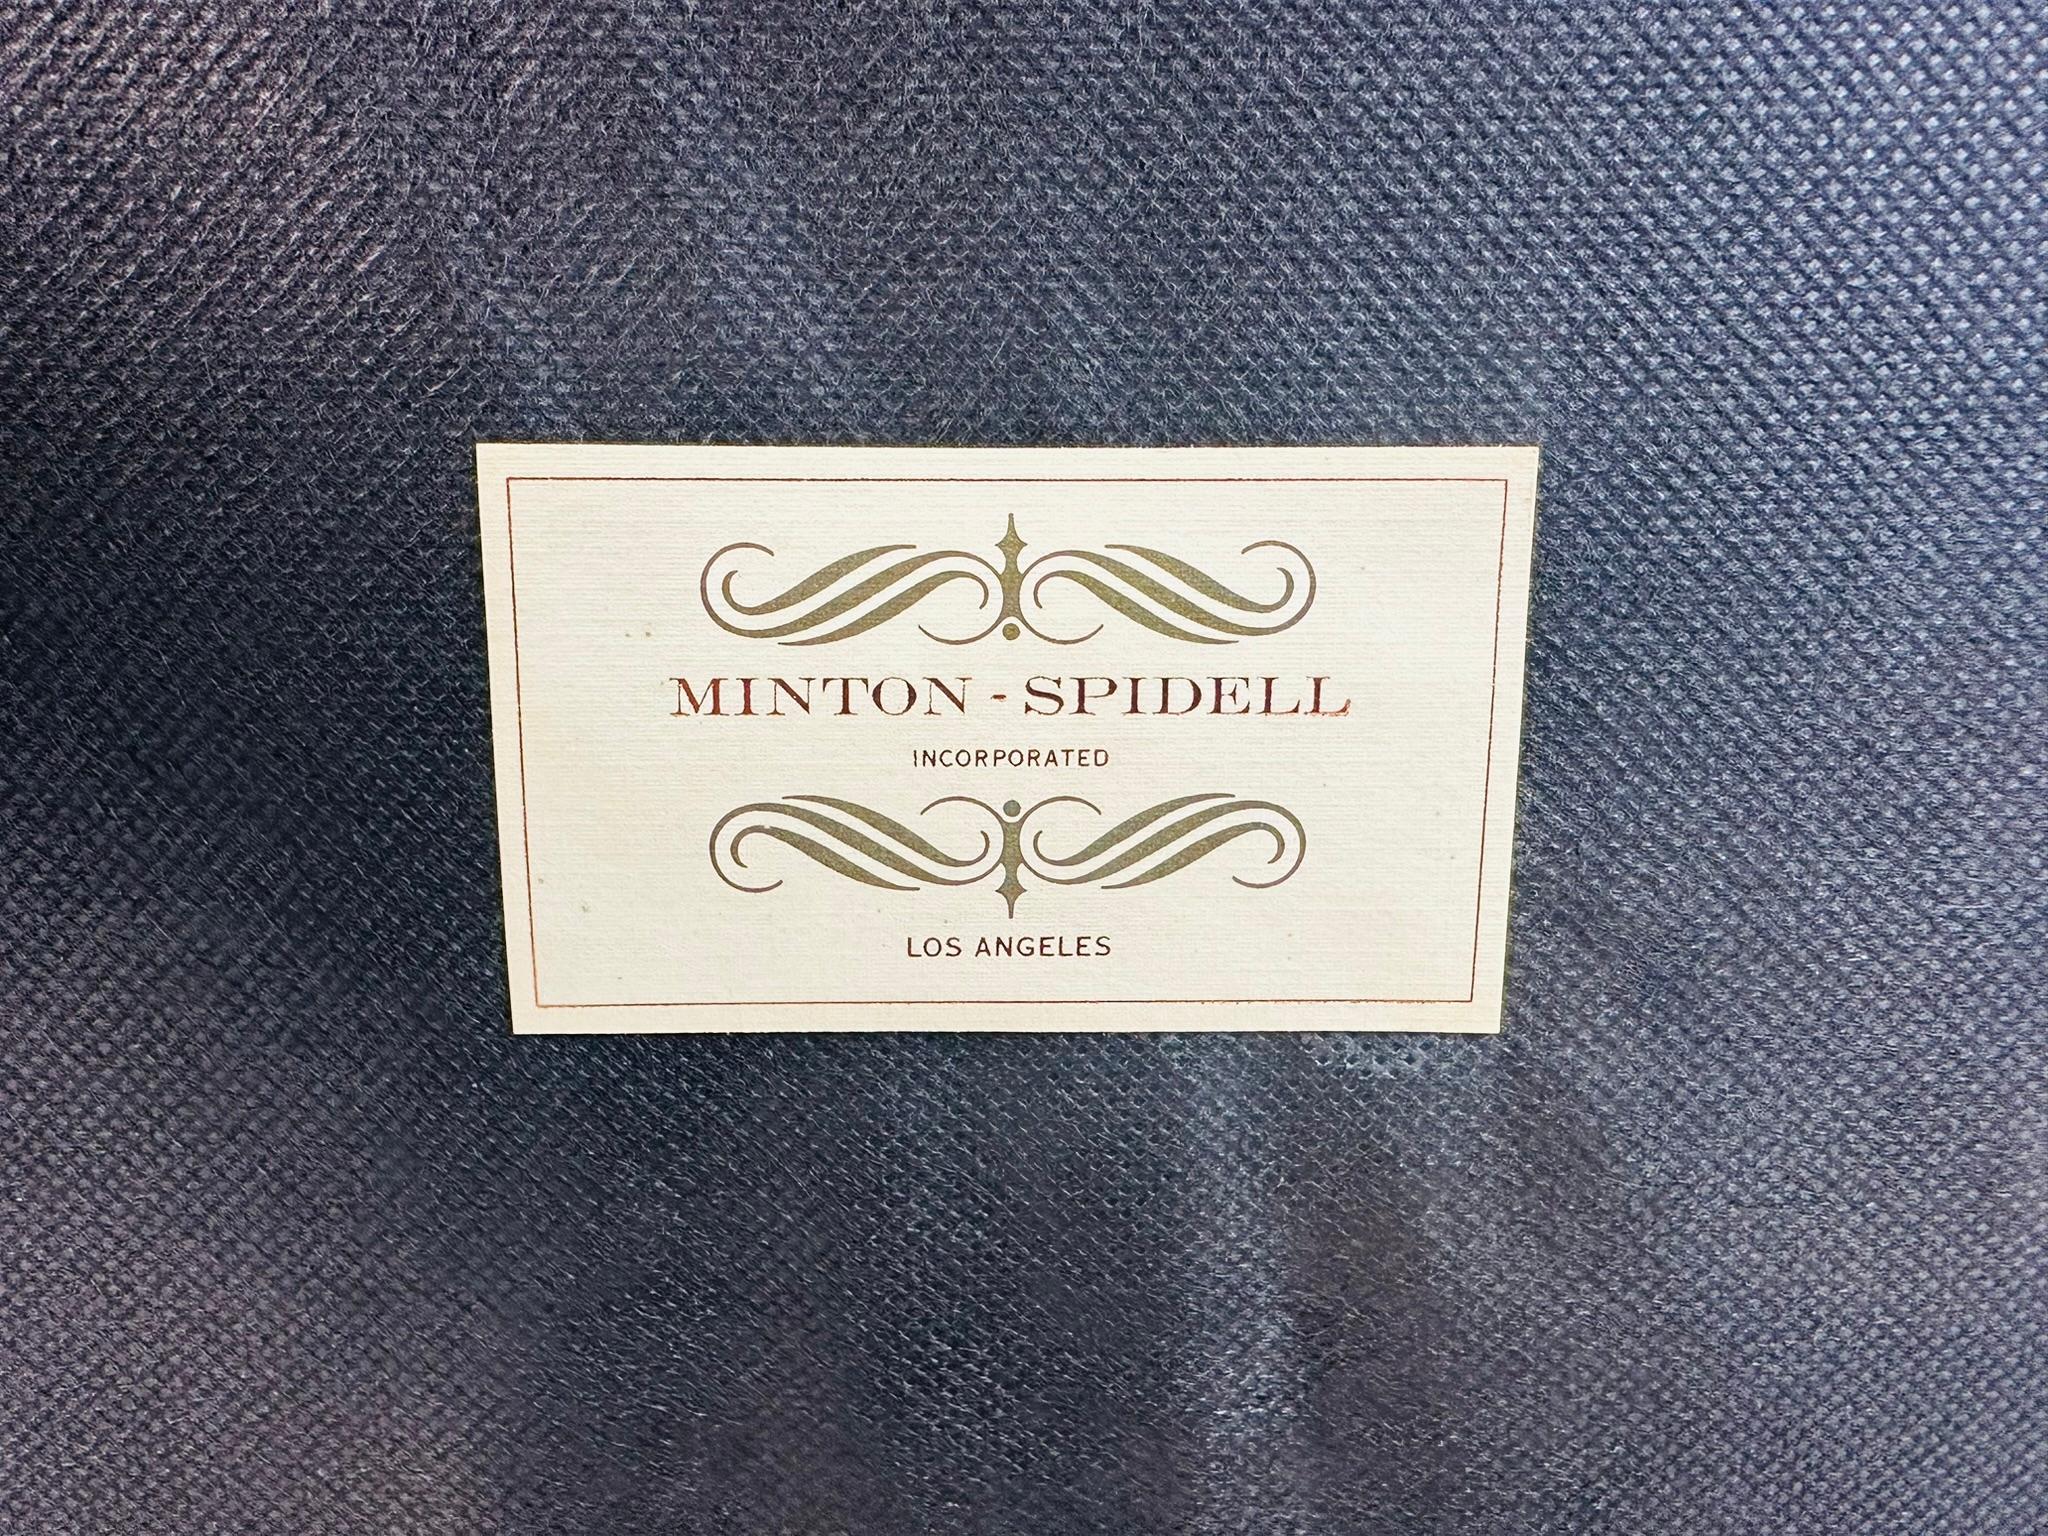 MINTON - SPIDELL
INCORPORATED
LOS ANGELES